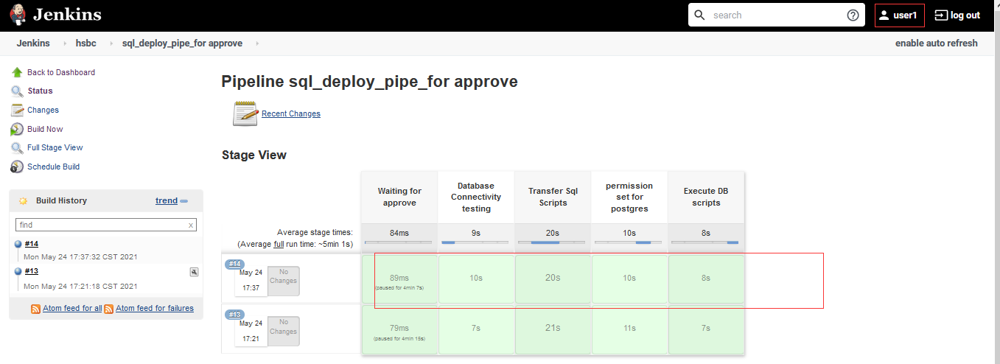 Jenkins
search
user1
log out
Jenkins
hsbc
sql_deploy_pipe_for approve
enable auto refresh
Back to Dashboard
Status
Changes
Build Now
Full Stage View
Schedule Build
Build History
trend
find
x
#14
Mon May 24 17:37:32 CST 2021
#13
Mon May 24 17:21:18 CST 2021
Atom feed for all
Atom feed for failures
Pipeline sql_deploy_pipe_for approve
Recent Changes
Stage View
Waiting for
approve
Database
Connectivity
testing
Transfer Sql
Scripts
permission
set for
postgres
Execute DB
scripts
Average stage times:
(Average full run time: ~5min 1s)
84ms
9s
20s
10s
8s
#14
May 24
17:37
No
Changes
89ms
(paused for 4min 7s)
10s
20s
10s
8s
#13
May 24
17:21
No
Changes
79ms
(paused for 4min 15s)
7s
21s
11s
7s